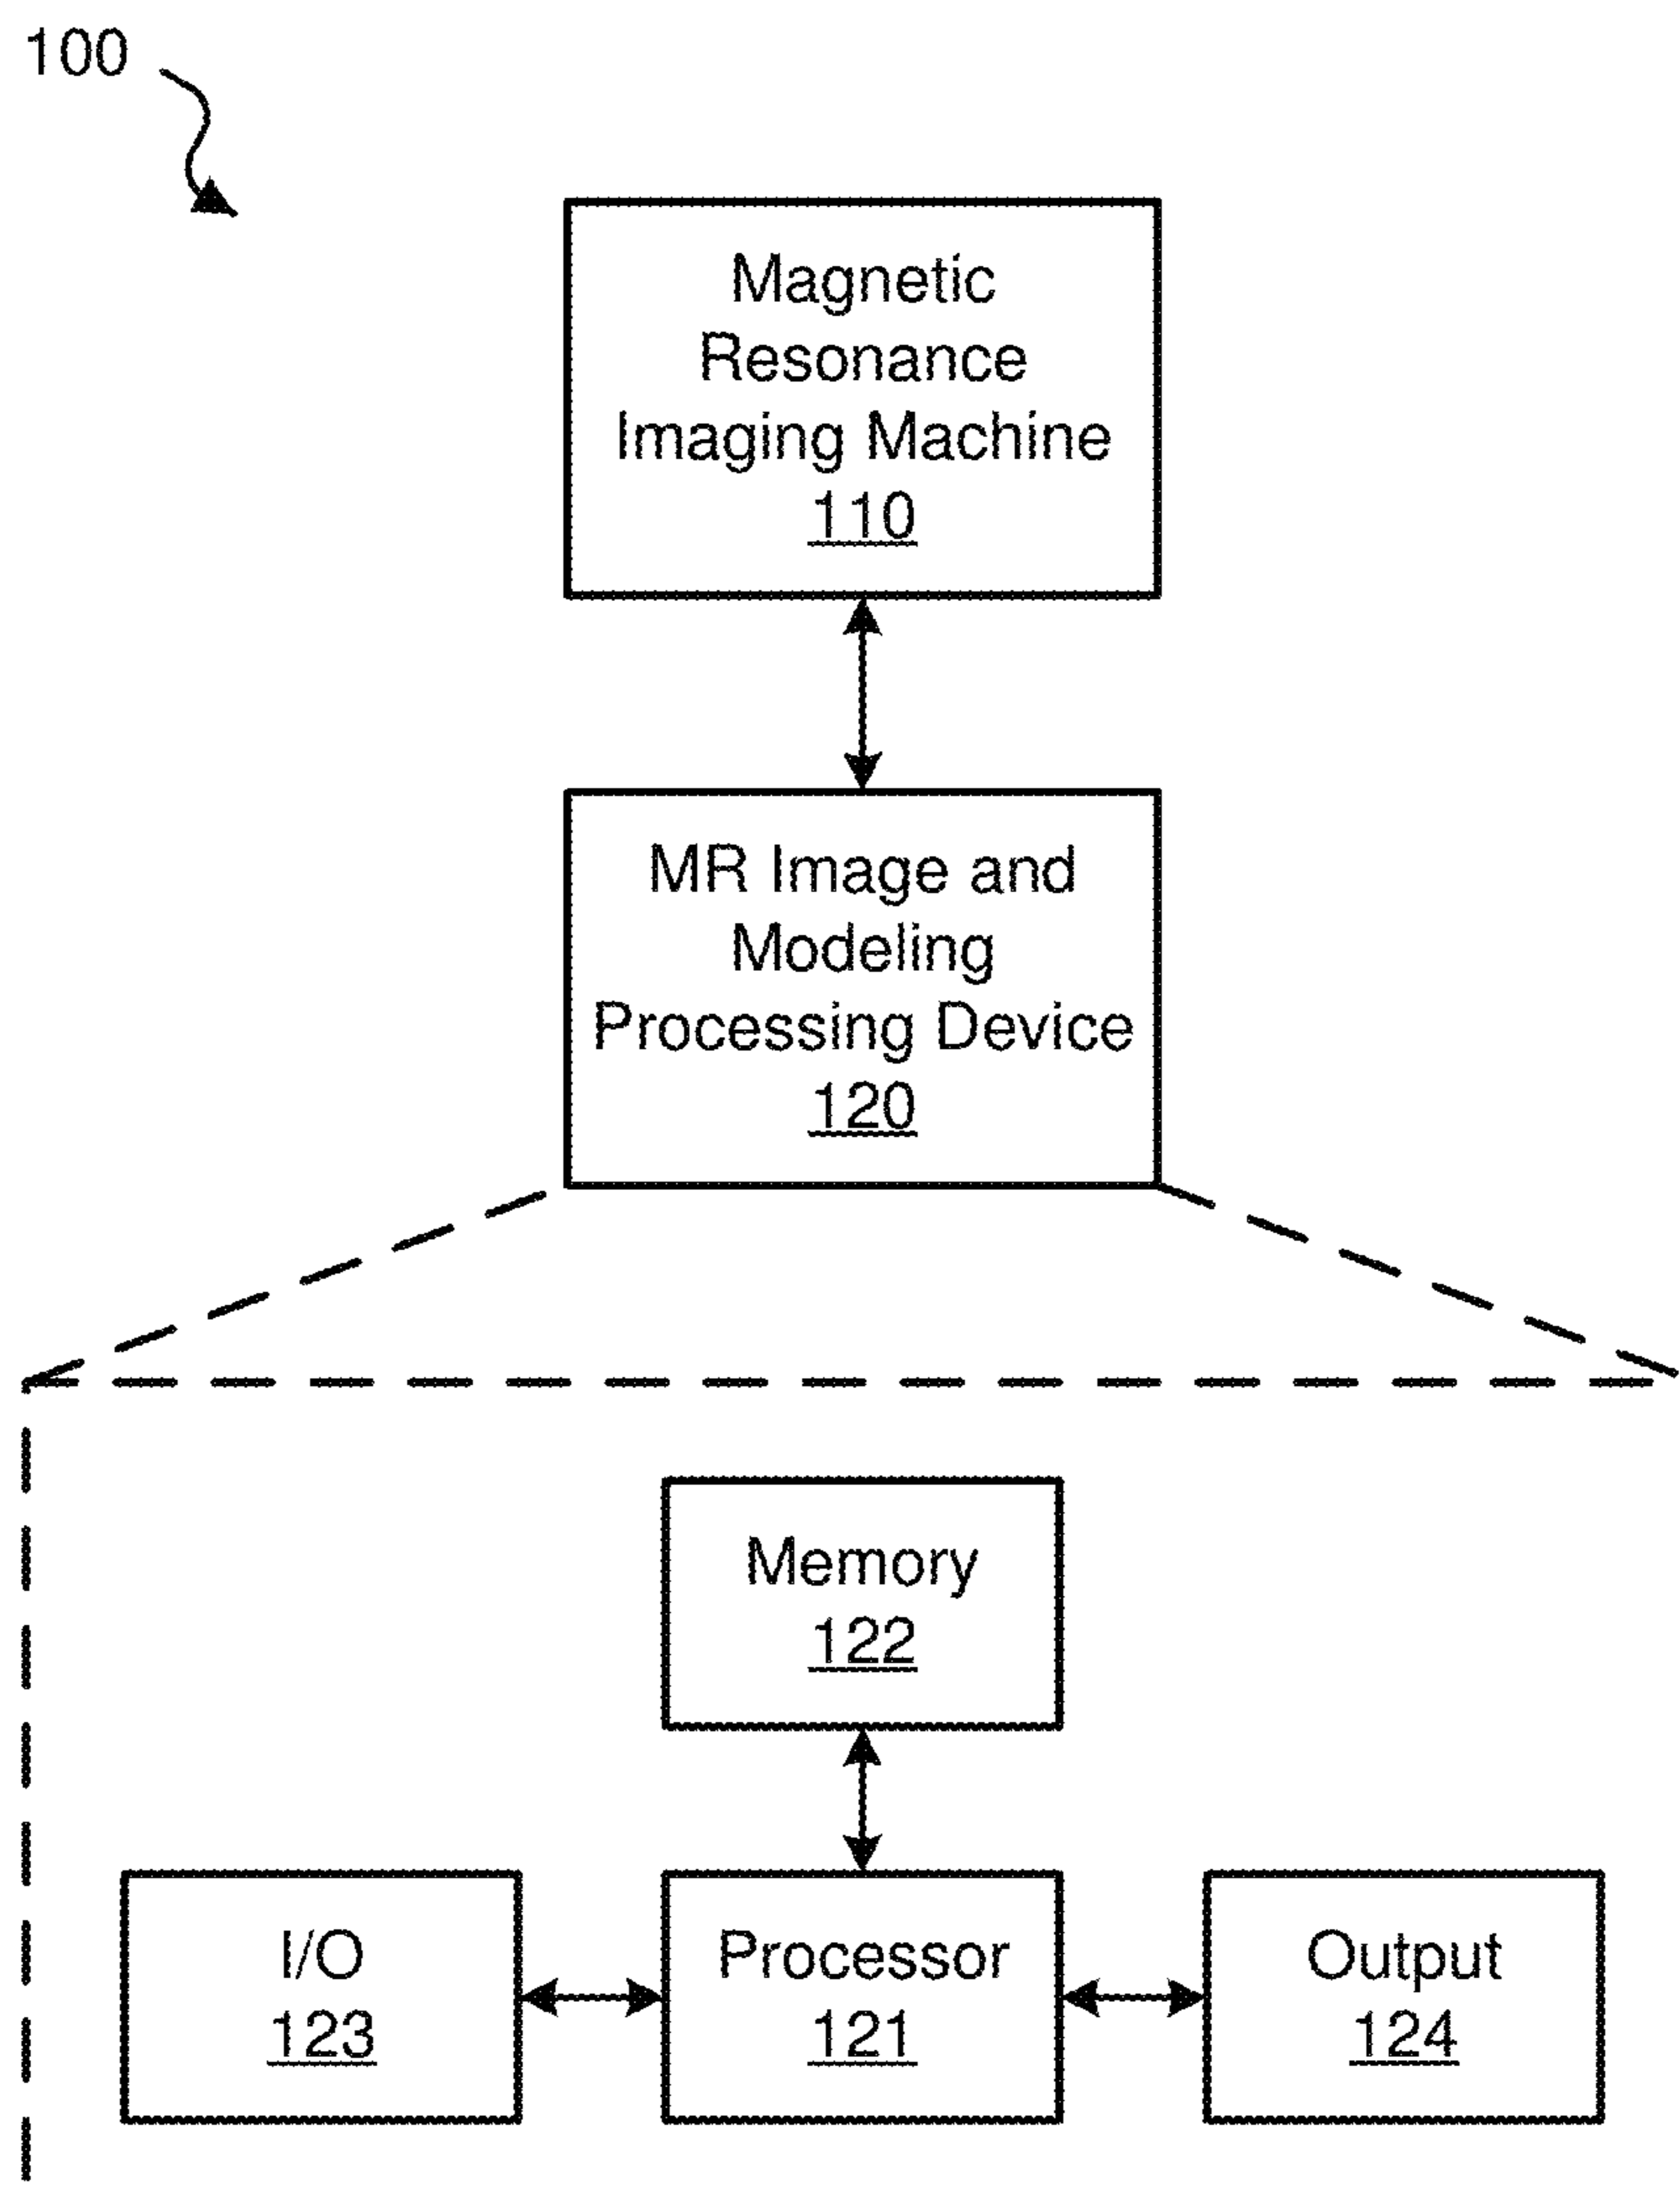 100
Magnetic
Resonance
Imaging Machine
110
MR Image and
Modeling
Processing Device
120
Memory
122
I/O
123
Processor
121
Output
124